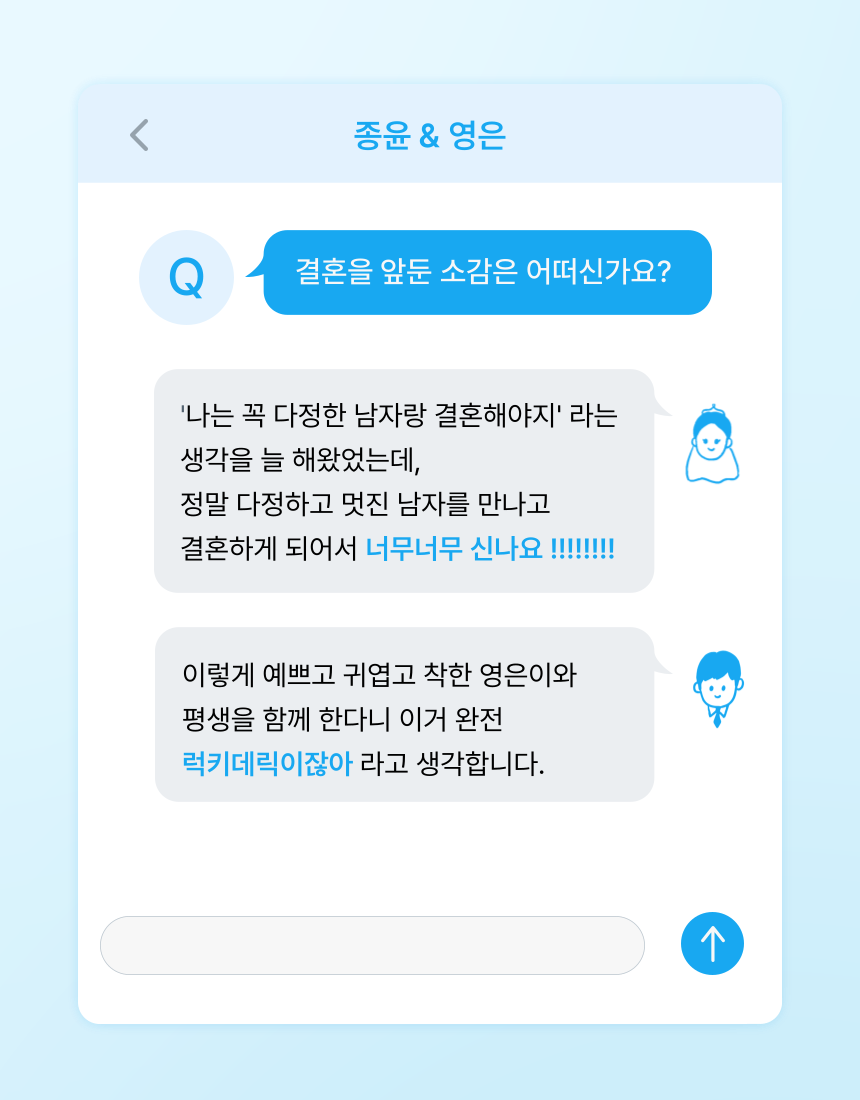 종윤 & 영은
Q
결혼을 앞둔 소감은 어떠신가요?
'나는 꼭 다정한 남자랑 결혼해야지' 라는
생각을 늘 해왔었는데,
정말 다정하고 멋진 남자를 만나고
결혼하게 되어서 너무너무 신나요 !!!!!!!!
이렇게 예쁘고 귀엽고 착한 영은이와
평생을 함께 한다니 이거 완전
럭키데릭이잖아 라고 생각합니다.